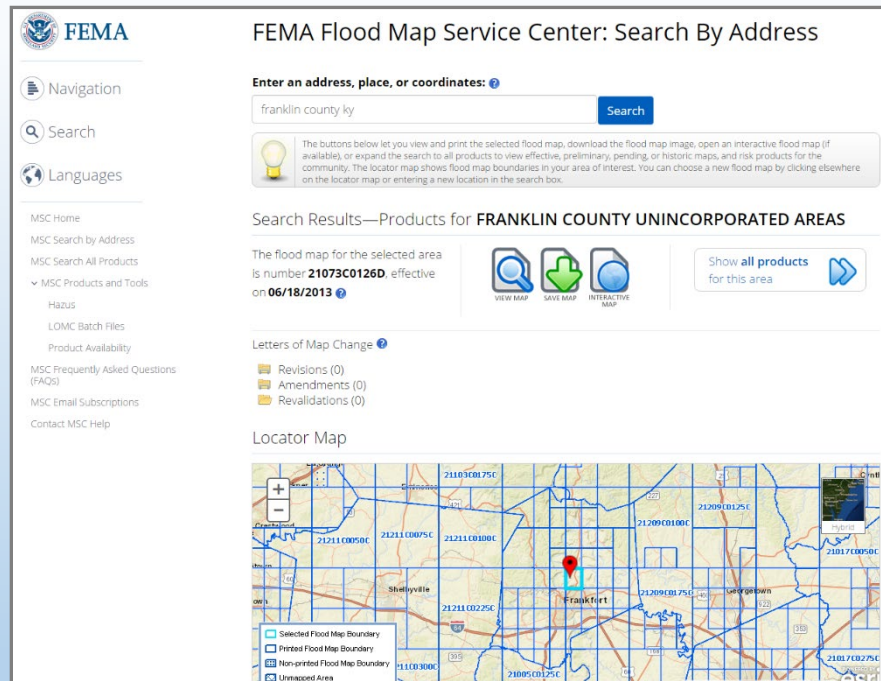 FEMA
Navigation
Search
Languages
MSC Home
MSC Search by Address
MSC Search All Products
MSC Products and Tools
Hazus
LOMC Batch Files
Product Availability
MSC Frequently Asked Questions
(FAQs)
MSC Email Subscriptions
Contact MSC Help
FEMA Flood Map Service Center: Search By Address
Enter an address, place, or coordinates:
franklin county ky
Search
The buttons below let you view and print the selected flood map, download the flood map image, open an interactive flood map (if
available), or expand the search to all products to view effective, preliminary, pending, or historic maps, and risk products for the
community. The locator map shows flood map boundaries in your area of interest. You can choose a new flood map by clicking elsewhere
on the locator map or entering a new location in the search box.
Search Results—Products for FRANKLIN COUNTY UNINCORPORATED AREAS
The flood map for the selected area
is number 21073C0126D, effective
on 06/18/2013
VIEW MAP
SAVE MAP
INTERACTIVE
MAP
Show all products
for this area
Letters of Map Change
Revisions (0)
Amendments (0)
Revalidations (0)
Locator Map
+
−
21103C0175C
421
227
21209C0125C
21209C0100C
Hybrid
21211C0050C
21211C0075C
21211C0100C
21017C0050C
Shelbyville
Frankfort
21209C0175C
Georgetown
21211C0225C
64
395
21005C0125C
21017C0275C
esri
Selected Flood Map Boundary
Printed Flood Map Boundary
Non-printed Flood Map Boundary
Unmapped Area